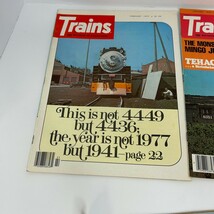 Trains
This is not 4449
but 4436;
the year is not 1977
but 1941—page 22
Trains
THE MONS
MINGO JU
TEHAC